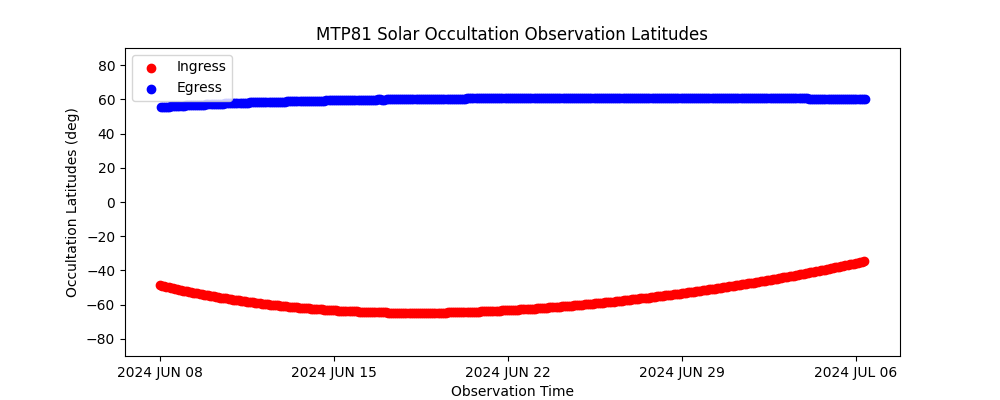 MTP81 Solar Occultation Observation Latitudes
Ingress
Egress
80
60
40
20
0
−20
−40
−60
−80
Occultation Latitudes (deg)
2024 JUN 08 2024 JUN 15 2024 JUN 22 2024 JUN 29 2024 JUL 06
Observation Time